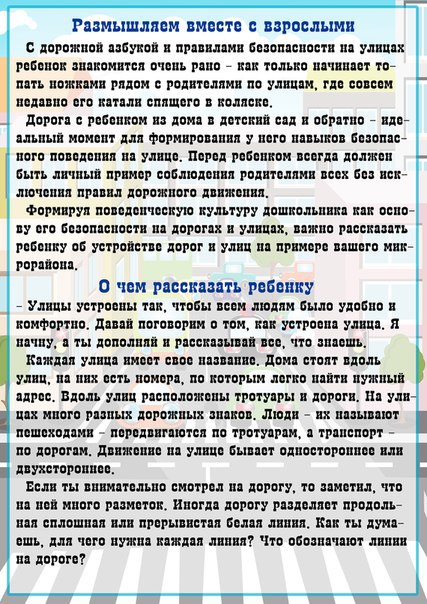 Размышляем вместе с взрослыми
С дорожной азбукой и правилами безопасности на улицах
ребенок знакомится очень рано – как только начинает то-
пать ножками рядом с родителями по улицам, где совсем
недавно его катали спящего в коляске.
Дорога с ребенком из дома в детский сад и обратно – иде-
альный момент для формирования у него навыков безопас-
ного поведения на улице. Перед ребенком всегда должен
быть личный пример соблюдения родителями всех без иск-
лючения правил дорожного движения.
Формируя поведенческую культуру дошкольника как осно-
ву его безопасности на дорогах и улицах, важно рассказать
ребенку об устройстве дорог и улиц на примере вашего мик-
рорайона.
О чем рассказать ребенку
– Улицы устроены так, чтобы всем людям было удобно и
комфортно. Давай поговорим о том, как устроена улица. Я
начну, а ты дополняй и рассказывай все, что знаешь.
Каждая улица имеет свое название. Дома стоят вдоль
улиц, на них есть номера, по которым легко найти нужный
адрес. Вдоль улиц расположены тротуары и дороги. На ули-
цах много разных дорожных знаков. Люди – их называют
пешеходами – передвигаются по тротуарам, а транспорт –
по дорогам. Движение на улице бывает одностороннее или
двухстороннее.
Если ты внимательно смотрел на дорогу, то заметил, что
на ней много разметок. Иногда дорогу разделяет продоль-
ная сплошная или прерывистая белая линия. Как ты дума-
ешь, для чего нужна каждая линия? Что обозначают линии
на дороге?